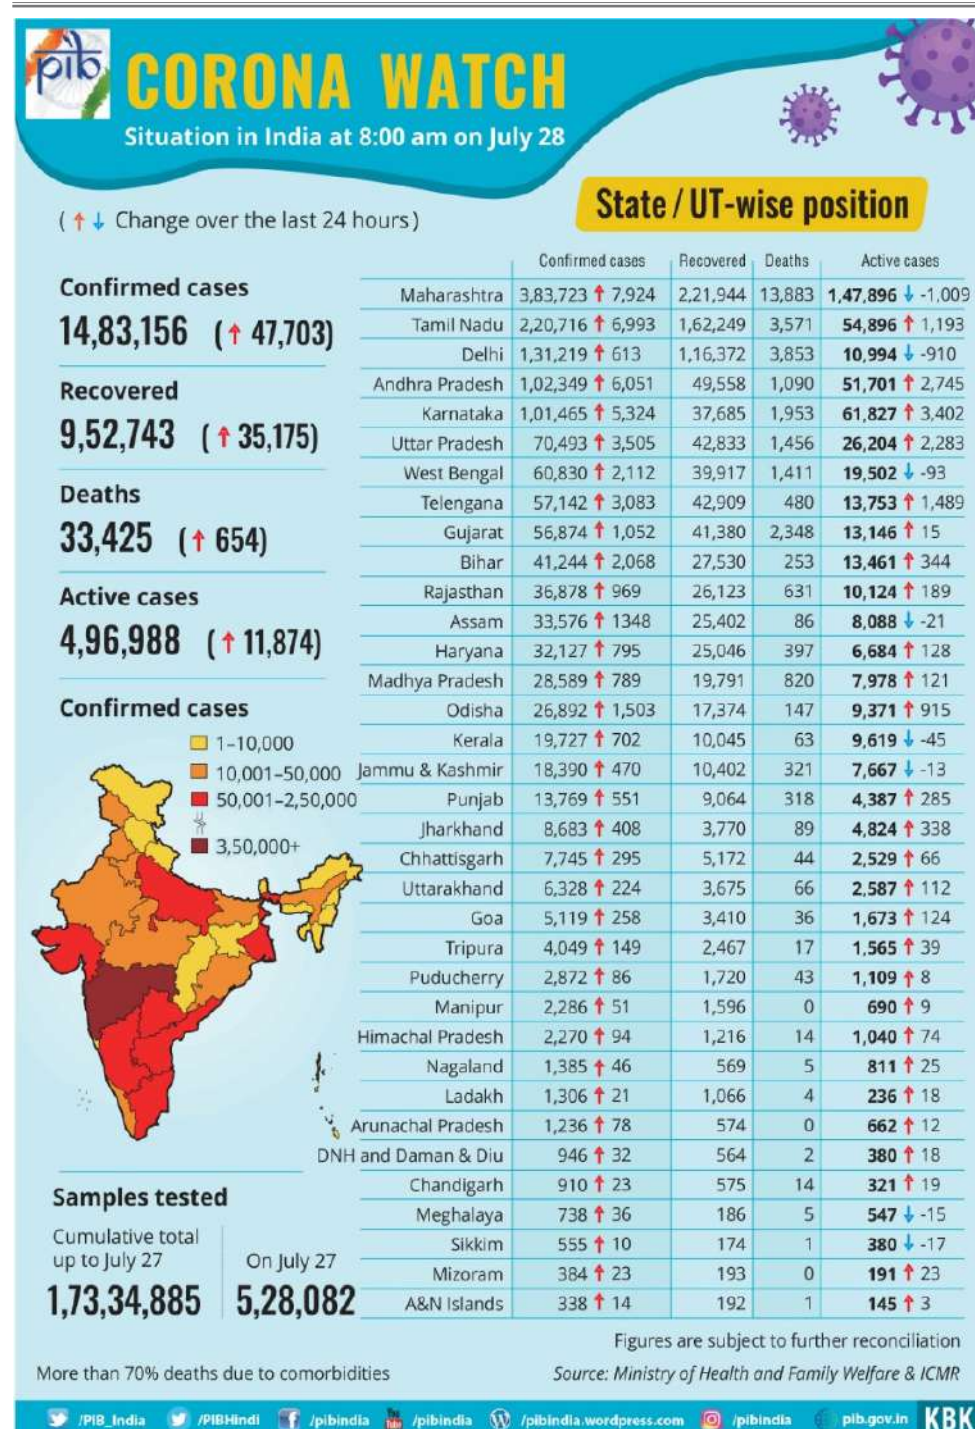 pib
CORONA WATCH
Situation in India at 8:00 am on July 28
(↑ ↓ Change over the last 24 hours)
Confirmed cases
14,83,156 (↑ 47,703)
Recovered
9,52,743 (↑ 35,175)
Deaths
33,425 (↑ 654)
Active cases
4,96,988 (↑ 11,874)
Confirmed cases
1–10,000
10,001–50,000
50,001–2,50,000
3,50,000+
Samples tested
Cumulative total
up to July 27
1,73,34,885
On July 27
5,28,082
State / UT-wise position
Confirmed cases Recovered Deaths Active cases
Maharashtra 3,83,723 ↑ 7,924 2,21,944 13,883 1,47,896 ↓ -1,009
Tamil Nadu 2,20,716 ↑ 6,993 1,62,249 3,571 54,896 ↑ 1,193
Delhi 1,31,219 ↑ 613 1,16,372 3,853 10,994 ↓ -910
Andhra Pradesh 1,02,349 ↑ 6,051 49,558 1,090 51,701 ↑ 2,745
Karnataka 1,01,465 ↑ 5,324 37,685 1,953 61,827 ↑ 3,402
Uttar Pradesh 70,493 ↑ 3,505 42,833 1,456 26,204 ↑ 2,283
West Bengal 60,830 ↑ 2,112 39,917 1,411 19,502 ↓ -93
Telengana 57,142 ↑ 3,083 42,909 480 13,753 ↑ 1,489
Gujarat 56,874 ↑ 1,052 41,380 2,348 13,146 ↑ 15
Bihar 41,244 ↑ 2,068 27,530 253 13,461 ↑ 344
Rajasthan 36,878 ↑ 969 26,123 631 10,124 ↑ 189
Assam 33,576 ↑ 1348 25,402 86 8,088 ↓ -21
Haryana 32,127 ↑ 795 25,046 397 6,684 ↑ 128
Madhya Pradesh 28,589 ↑ 789 19,791 820 7,978 ↑ 121
Odisha 26,892 ↑ 1,503 17,374 147 9,371 ↑ 915
Kerala 19,727 ↑ 702 10,045 63 9,619 ↓ -45
Jammu & Kashmir 18,390 ↑ 470 10,402 321 7,667 ↓ -13
Punjab 13,769 ↑ 551 9,064 318 4,387 ↑ 285
Jharkhand 8,683 ↑ 408 3,770 89 4,824 ↑ 338
Chhattisgarh 7,745 ↑ 295 5,172 44 2,529 ↑ 66
Uttarakhand 6,328 ↑ 224 3,675 66 2,587 ↑ 112
Goa 5,119 ↑ 258 3,410 36 1,673 ↑ 124
Tripura 4,049 ↑ 149 2,467 17 1,565 ↑ 39
Puducherry 2,872 ↑ 86 1,720 43 1,109 ↑ 8
Manipur 2,286 ↑ 51 1,596 0 690 ↑ 9
Himachal Pradesh 2,270 ↑ 94 1,216 14 1,040 ↑ 74
Nagaland 1,385 ↑ 46 569 5 811 ↑ 25
Ladakh 1,306 ↑ 21 1,066 4 236 ↑ 18
Arunachal Pradesh 1,236 ↑ 78 574 0 662 ↑ 12
DNH and Daman & Diu 946 ↑ 32 564 2 380 ↑ 18
Chandigarh 910 ↑ 23 575 14 321 ↑ 19
Meghalaya 738 ↑ 36 186 5 547 ↓ -15
Sikkim 555 ↑ 10 174 1 380 ↓ -17
Mizoram 384 ↑ 23 193 0 191 ↑ 23
A&N Islands 338 ↑ 14 192 1 145 ↑ 3
Figures are subject to further reconciliation
More than 70% deaths due to comorbidities
Source: Ministry of Health and Family Welfare & ICMR
/PIB_India /PIBHindi /pibindia /pibindia /pibindia.wordpress.com /pibindia pib.gov.in KBK